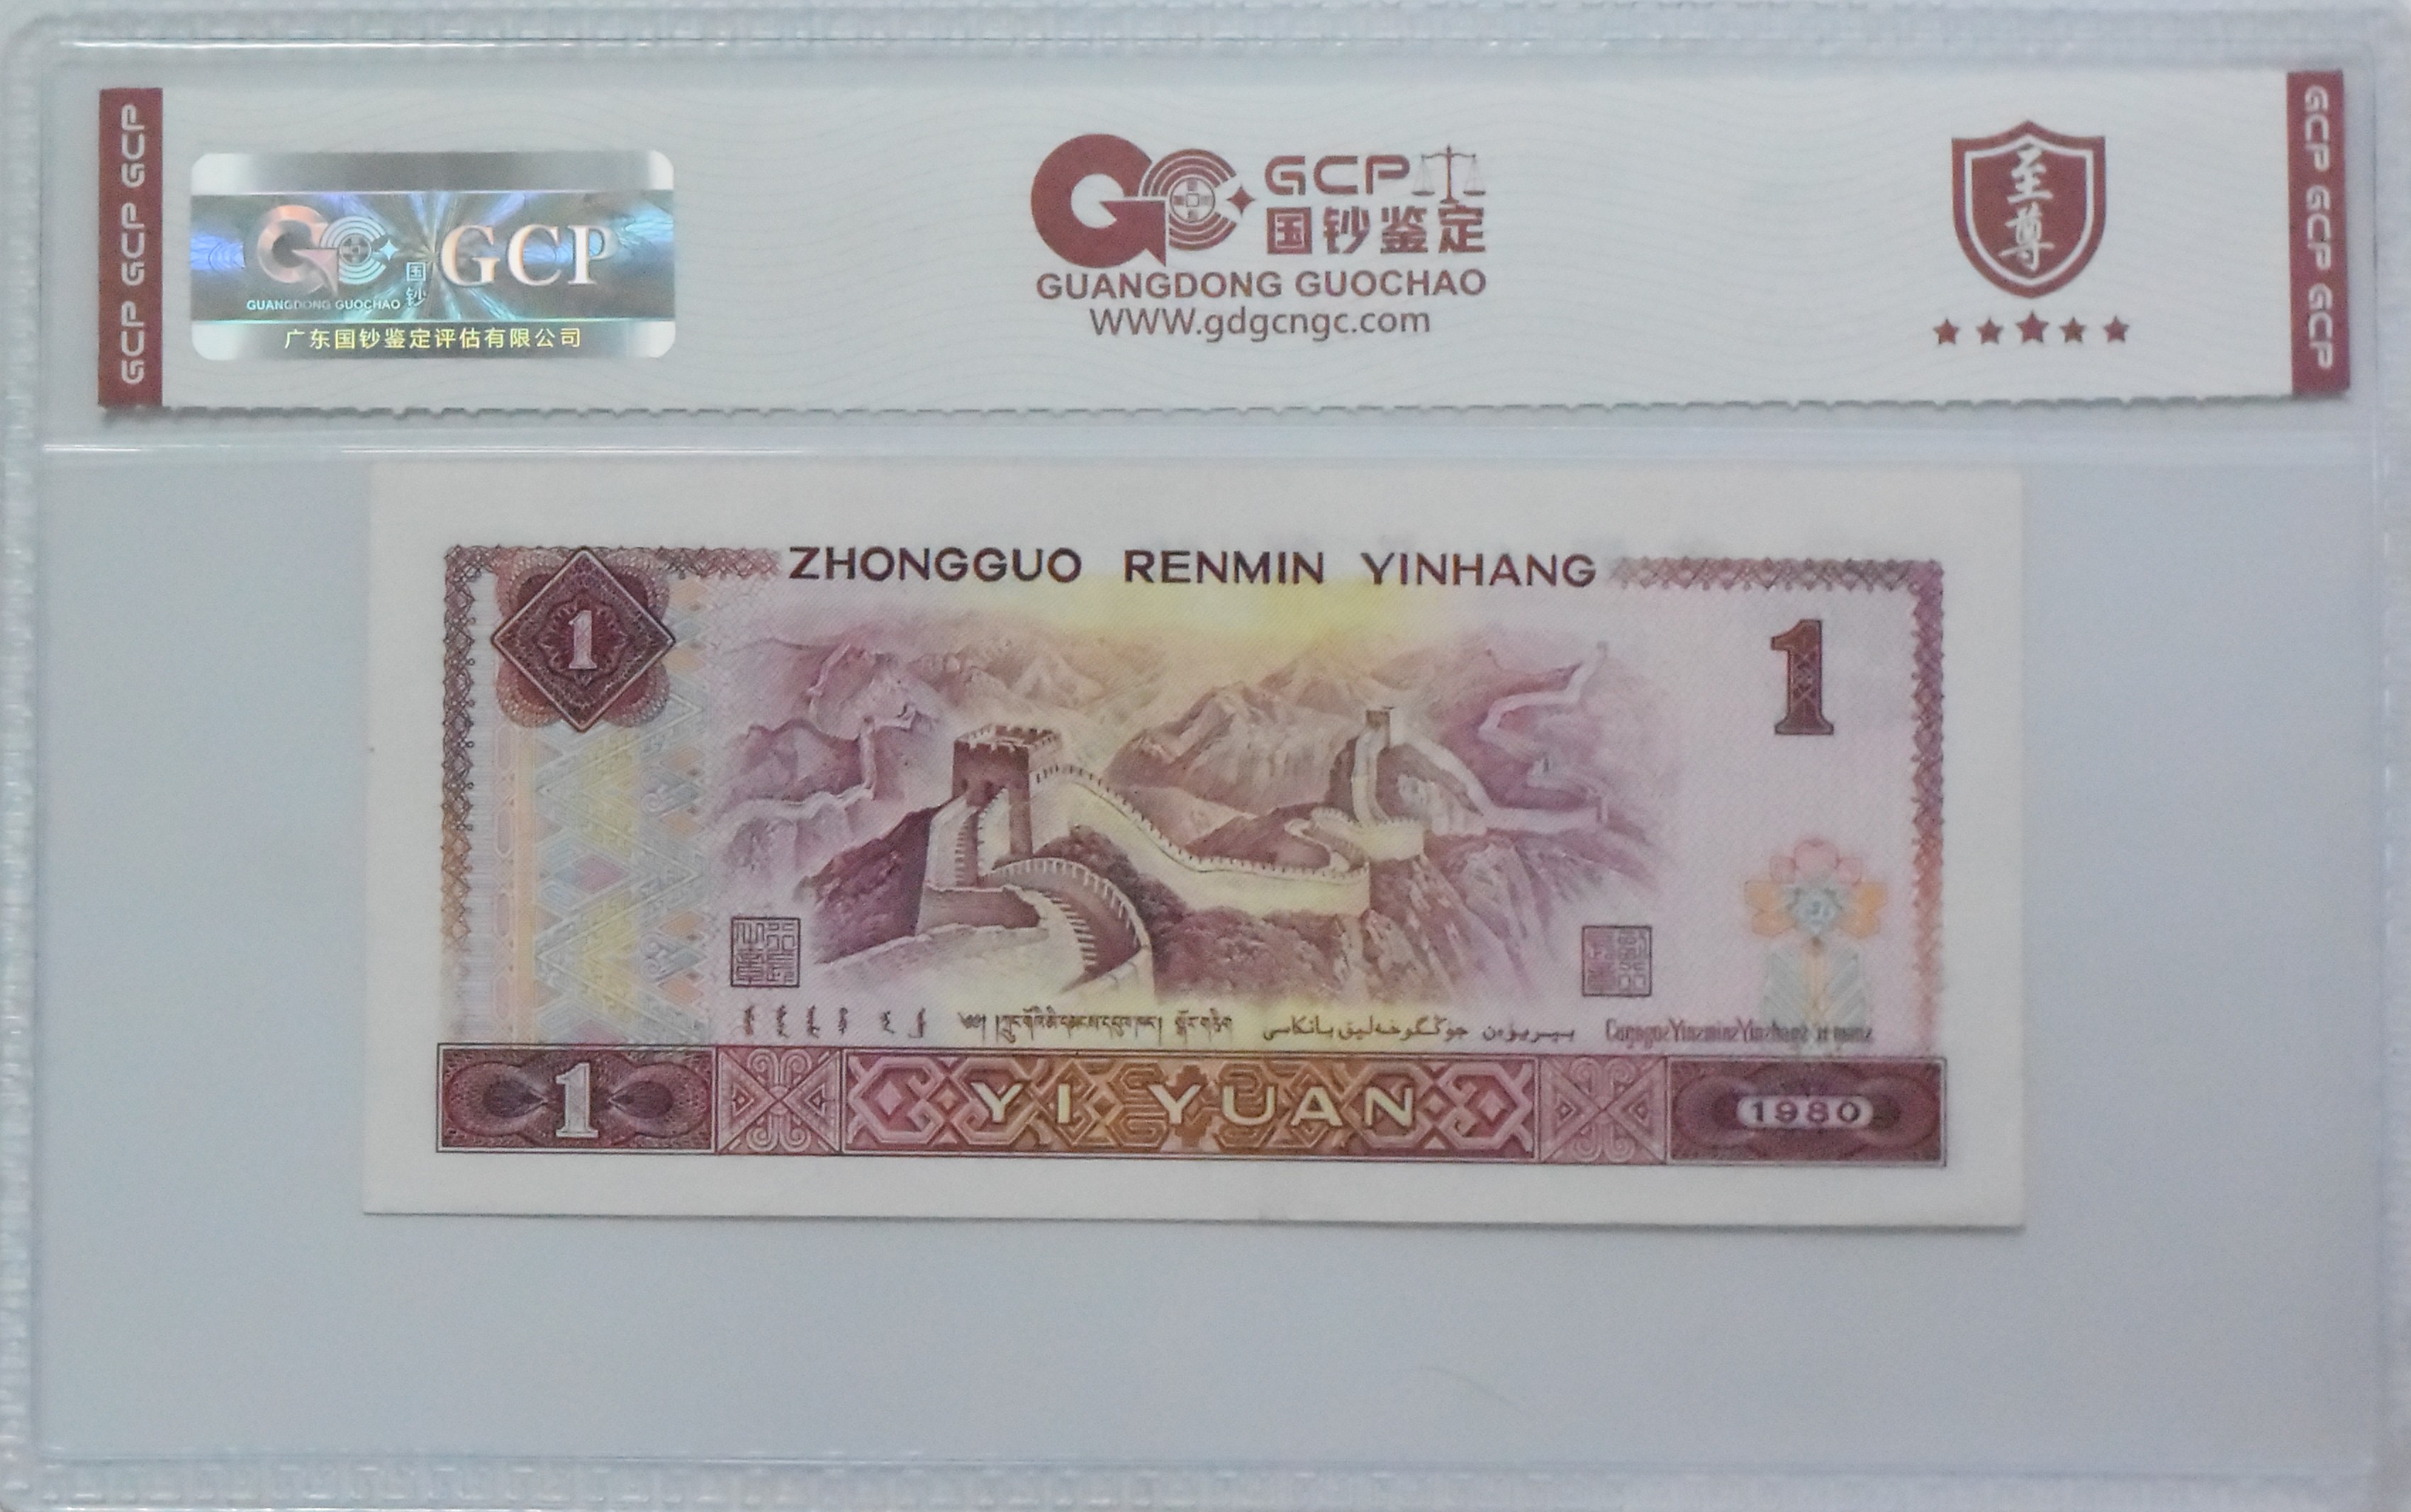 GCP GCP GCP
GUANGDONG GUOCHAO
国钞
GCP
广东国钞鉴定评估有限公司
GCP
国钞鉴定
GUANGDONG GUOCHAO
WWW.gdgcngc.com
至尊
GCP GCP GCP
ZHONGGUO RENMIN YINHANG
1
1
1
YI YUAN
1980